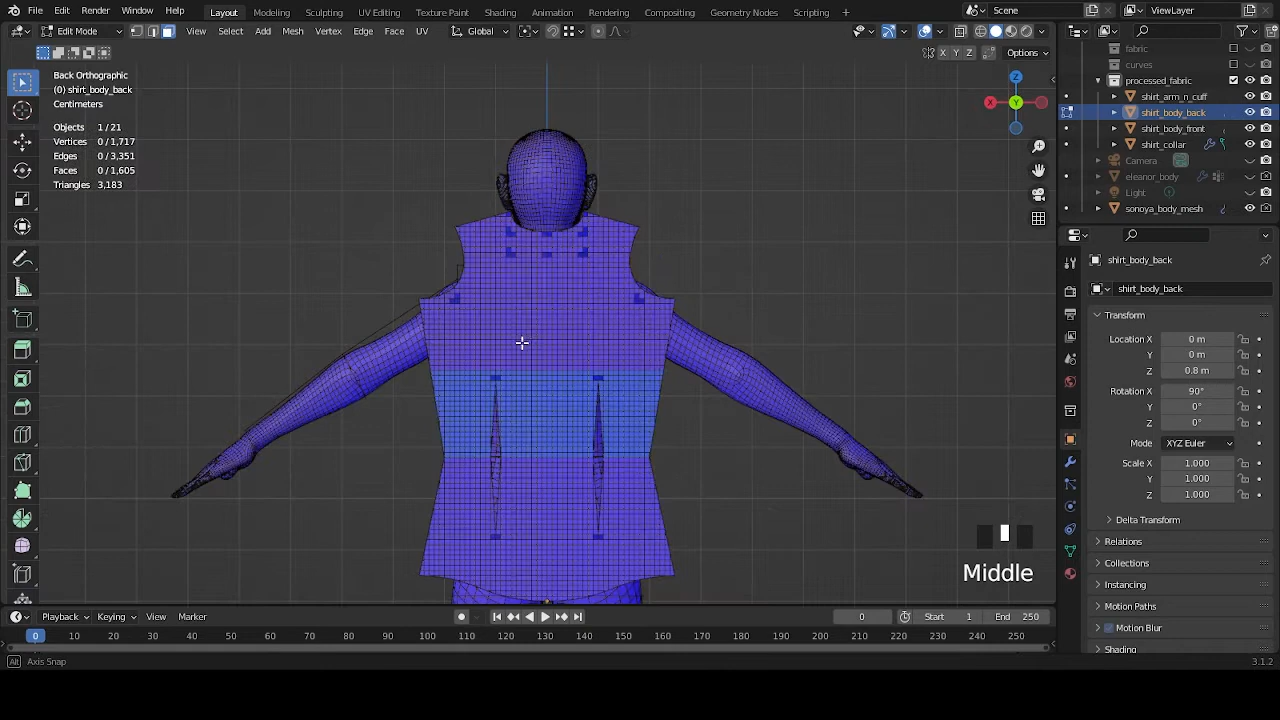 File Edit Render Window Help Layout Modeling Sculpting UV Editing Texture Paint Shading Animation Rendering Compositing Geometry Nodes Scripting + Scene ViewLayer
Edit Mode View Select Add Mesh Vertex Edge Face UV Global
X Y Z Options
Back Orthographic
(0) shirt_body_back
Centimeters
Objects 1 / 21
Vertices 0 / 1,717
Edges 0 / 3,351
Faces 0 / 1,605
Triangles 3,183
Z
X
Y
Middle
fabric
curves
processed_fabric
shirt_arm_n_cuff
shirt_body_back
shirt_body_front
shirt_collar
Camera
eleanor_body
Light
sonoya_body_mesh
shirt_body_back
shirt_body_back
Transform
Location X 0 m
Y 0 m
Z 0.8 m
Rotation X 90°
Y 0°
Z 0°
Mode XYZ Euler
Scale X 1.000
Y 1.000
Z 1.000
Delta Transform
Relations
Collections
Instancing
Motion Paths
Motion Blur
Shading
Playback Keying View Marker 0 Start 1 End 250
0 10 20 30 40 50 60 70 80 90 100 110 120 130 140 150 160 170 180 190 200 210 220 230 240 250
Alt Axis Snap 3.1.2